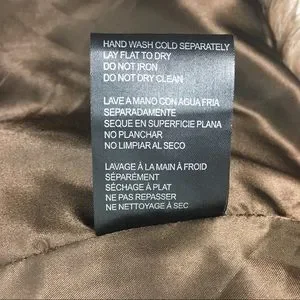 HAND WASH COLD SEPARATELY
LAY FLAT TO DRY
DO NOT IRON
DO NOT DRY CLEAN
LAVE A MANO CON AGUA FRIA
SEPARADAMENTE
SEQUE EN SUPERFICIE PLANA
NO PLANCHAR
NO LIMPIAR AL SECO
LAVAGE À LA MAIN À FROID
SÉPARÉMENT
SÉCHAGE À PLAT
NE PAS REPASSER
NE NETTOYAGE À SEC